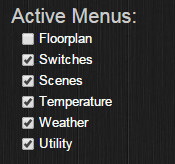 Active Menus:
Floorplan
Switches
Scenes
Temperature
Weather
Utility